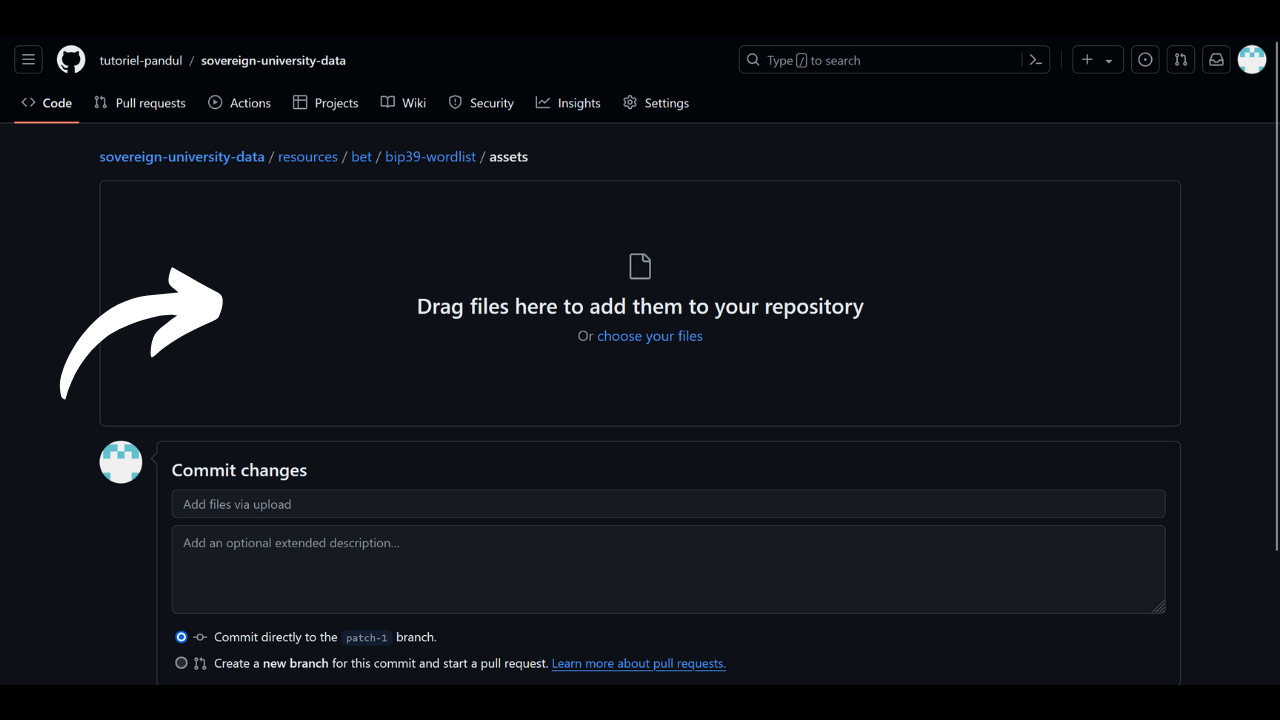 tutoriel-pandul / sovereign-university-data
Type / to search
Code Pull requests Actions Projects Wiki Security Insights Settings
sovereign-university-data / resources / bet / bip39-wordlist / assets
Drag files here to add them to your repository
Or choose your files
Commit changes
Add files via upload
Add an optional extended description...
Commit directly to the patch-1 branch.
Create a new branch for this commit and start a pull request. Learn more about pull requests.